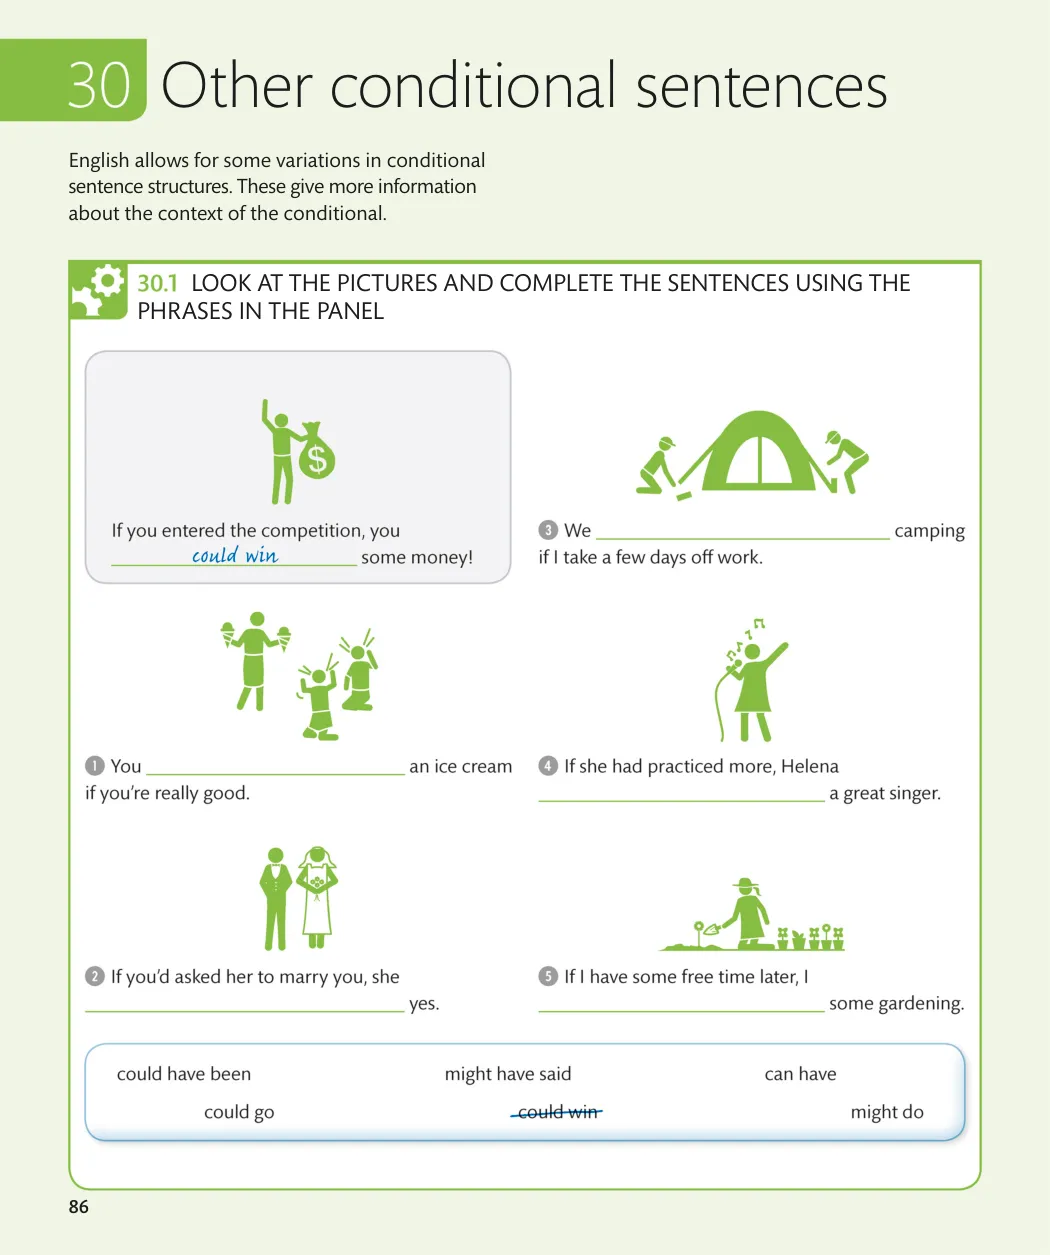 30 Other conditional sentences
English allows for some variations in conditional
sentence structures. These give more information
about the context of the conditional.
30.1 LOOK AT THE PICTURES AND COMPLETE THE SENTENCES USING THE
PHRASES IN THE PANEL
$
If you entered the competition, you
could win some money!
1 You ______ an ice cream
if you're really good.
2 If you'd asked her to marry you, she
______ yes.
3 We ______ camping
if I take a few days off work.
4 If she had practiced more, Helena
______ a great singer.
5 If I have some free time later, I
______ some gardening.
could have been might have said can have
could go could win might do
86